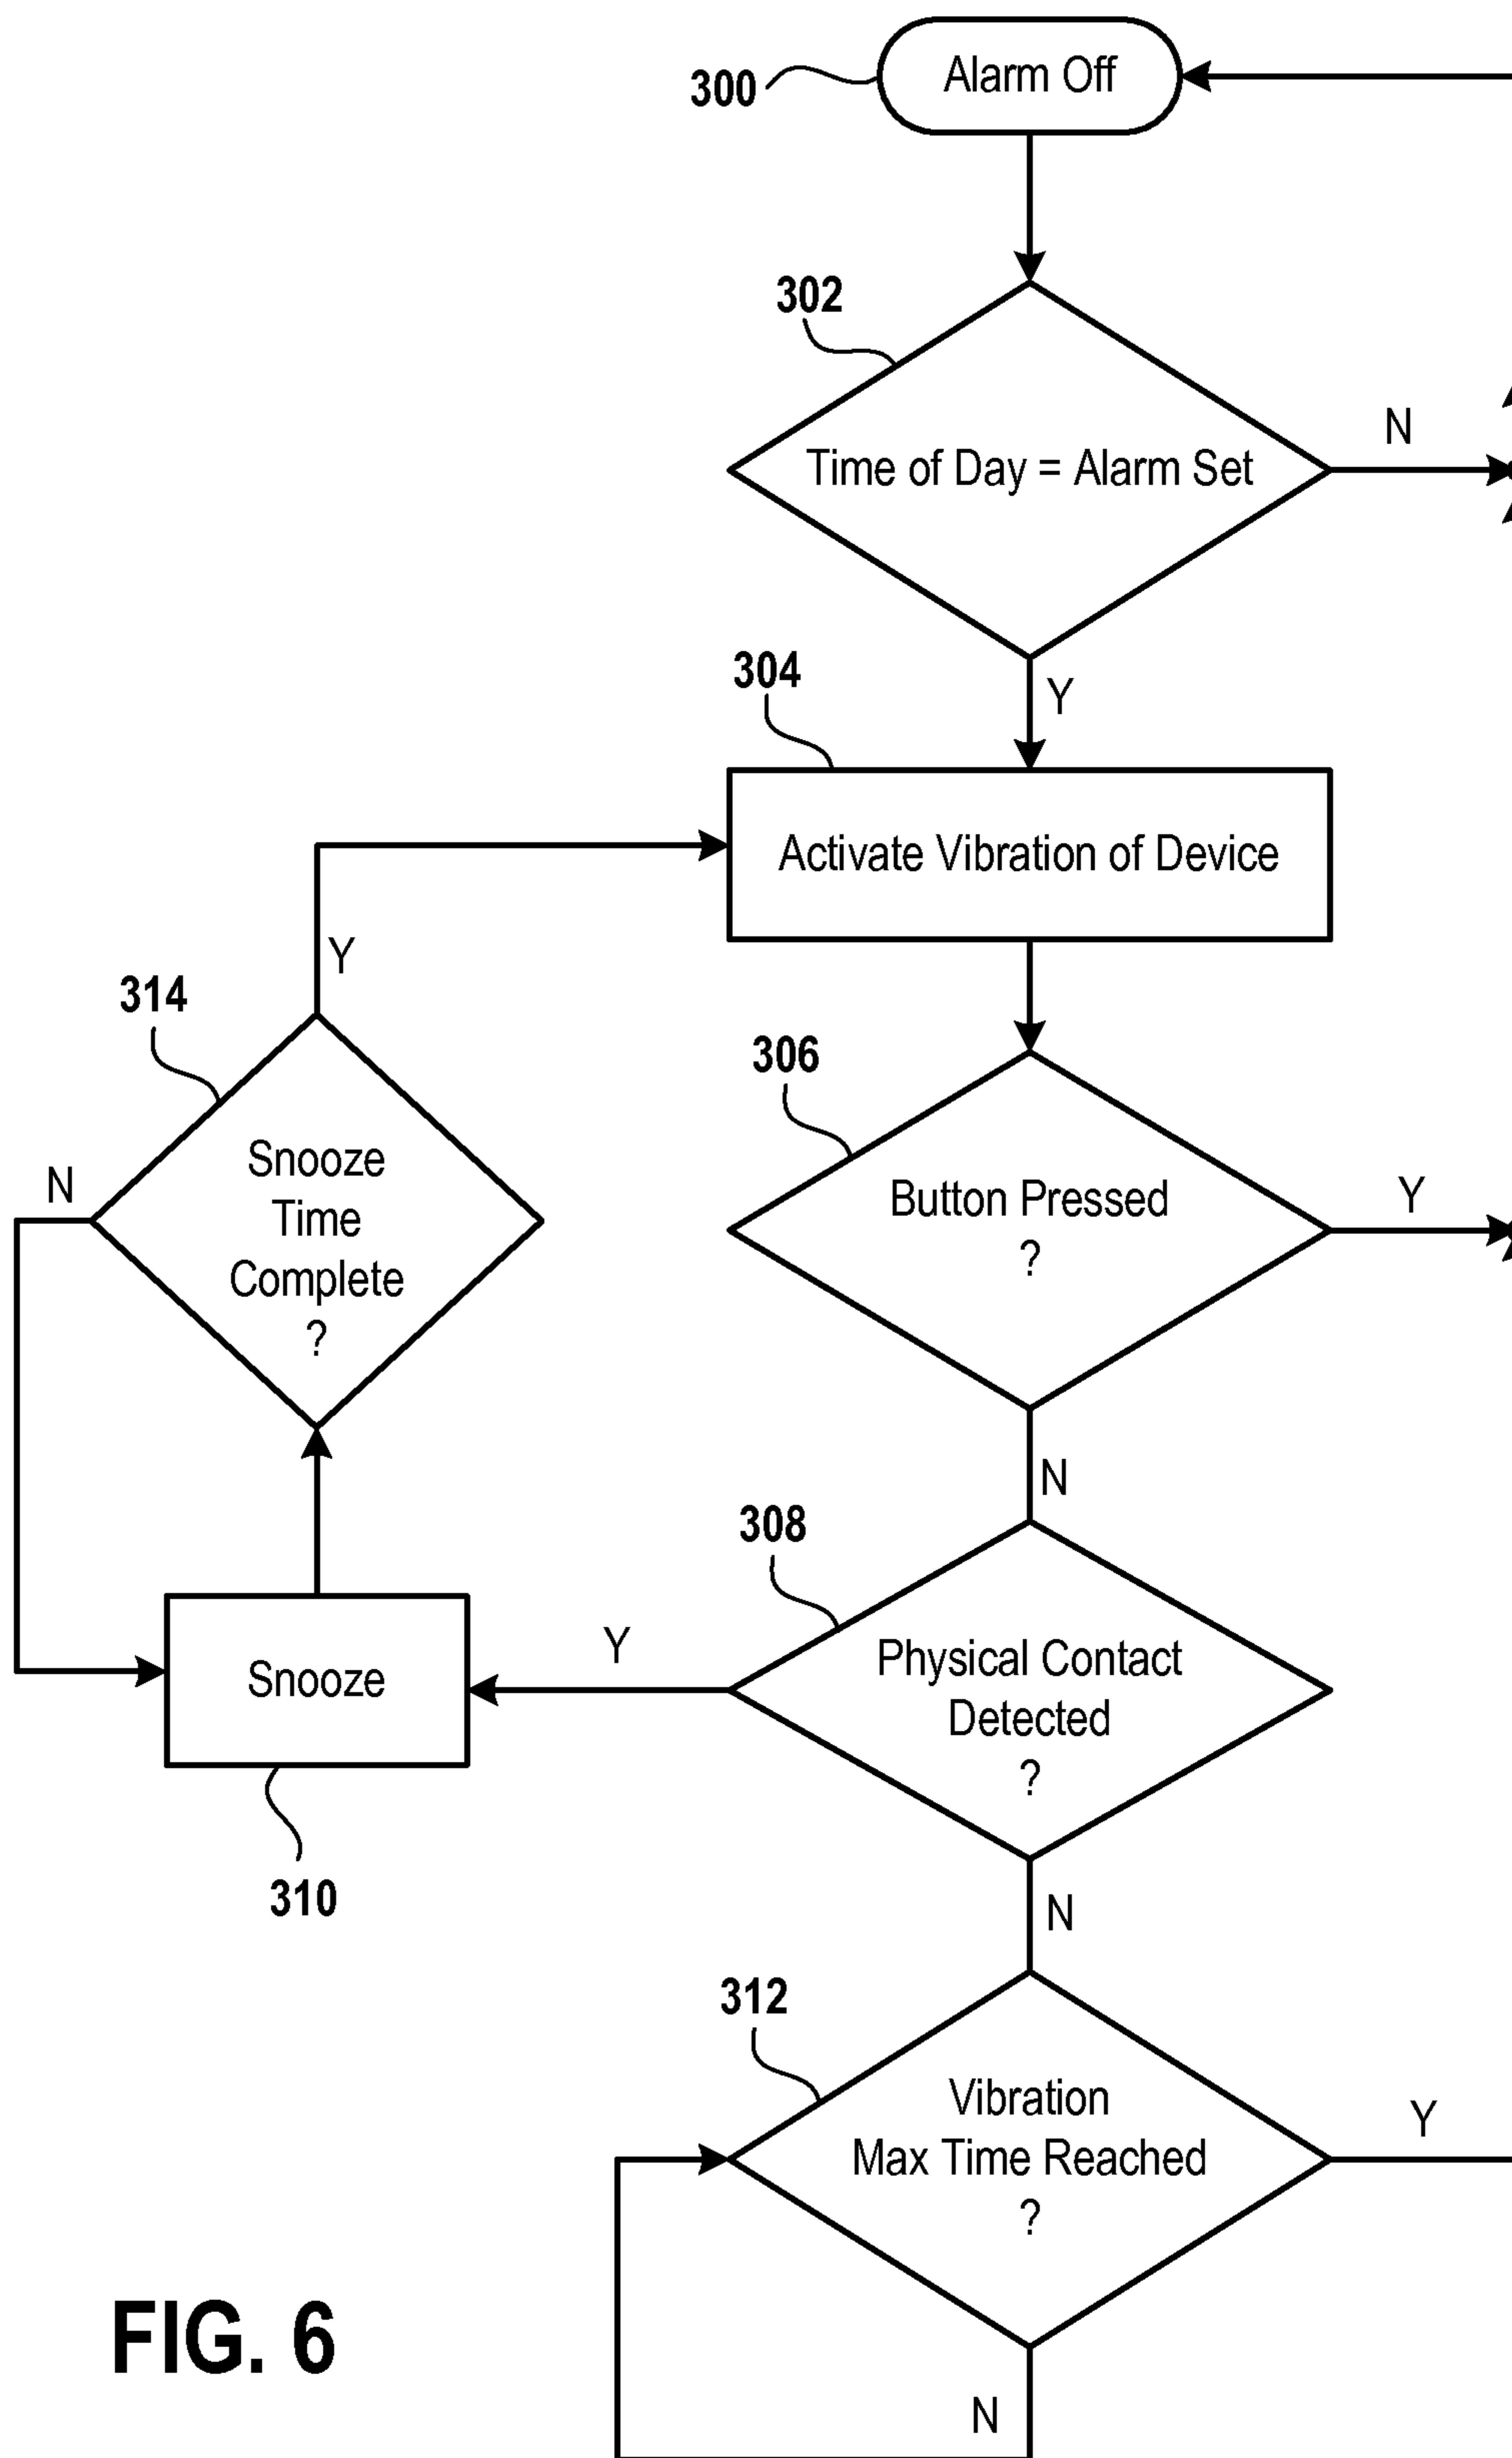 Alarm Off
300
302
Time of Day = Alarm Set
N
304
Y
Activate Vibration of Device
Y
314
306
Snooze
Time
Complete
?
N
Button Pressed
?
Y
N
308
Snooze
Y
Physical Contact
Detected
?
310
N
312
Vibration
Max Time Reached
?
Y
N
FIG. 6